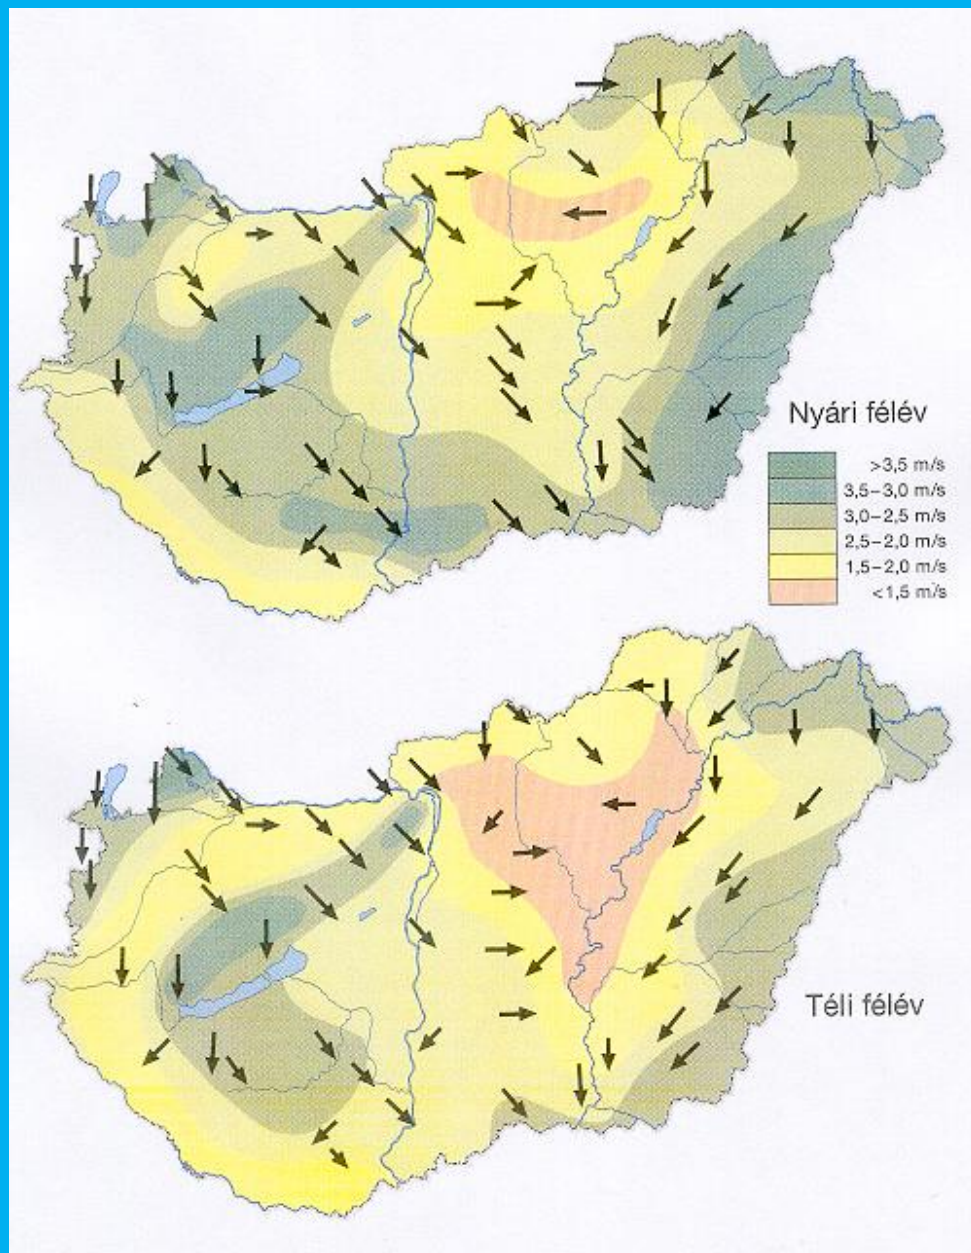 Nyári félév
>3,5 m/s
3,5–3,0 m/s
3,0–2,5 m/s
2,5–2,0 m/s
1,5–2,0 m/s
<1,5 m/s
Téli félév